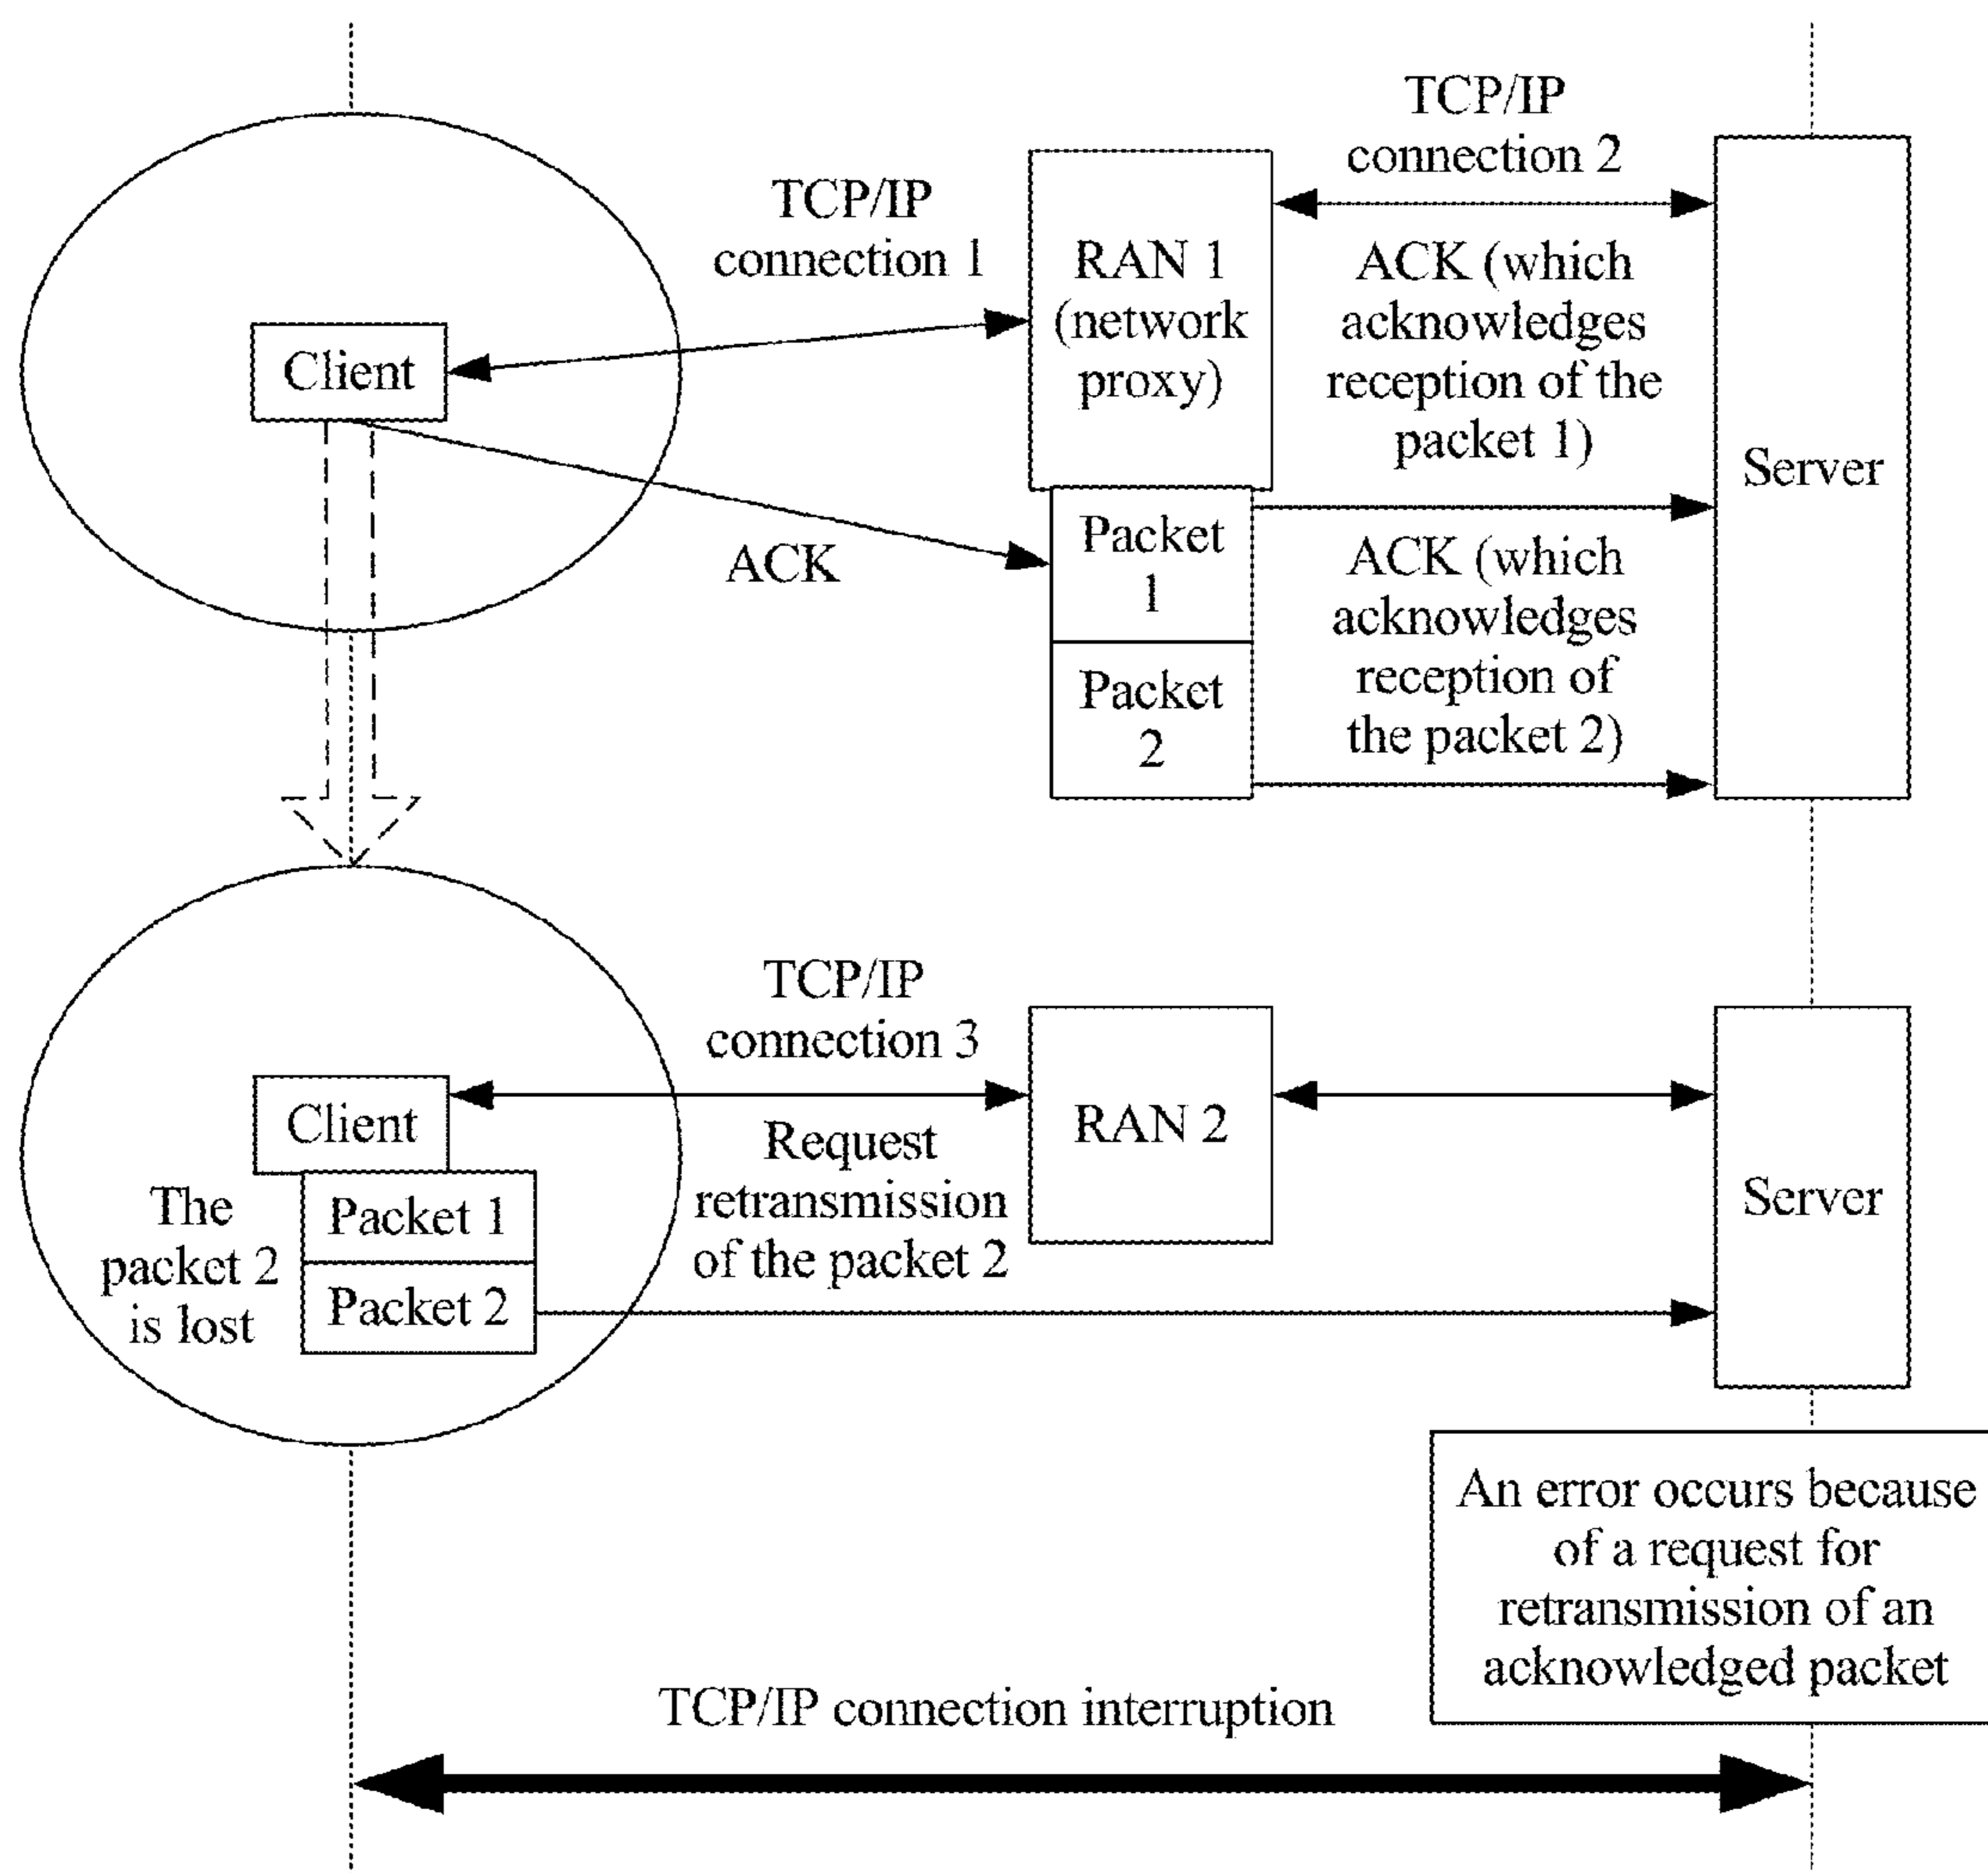 TCP/IP
connection 2
TCP/IP
connection 1
RAN 1
(network
proxy)
ACK (which
acknowledges
reception of the
packet 1)
Client
Server
ACK
Packet
1
ACK (which
acknowledges
reception of
the packet 2)
Packet
2
TCP/IP
connection 3
Client
RAN 2
Request
retransmission
of the packet 2
Server
The
packet 2
is lost
Packet 1
Packet 2
An error occurs because
of a request for
retransmission of an
acknowledged packet
TCP/IP connection interruption